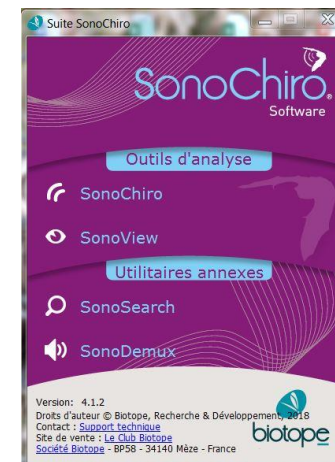 Suite SonoChiro
SonoChiro.
Software
Outils d'analyse
SonoChiro
SonoView
Utilitaires annexes
SonoSearch
SonoDemux
Version: 4.1.2
Droits d'auteur © Biotope, Recherche & Développement, 2018
Contact : Support technique
Site de vente : Le Club Biotope
Société Biotope - BP58 - 34140 Mèze - France
biotope